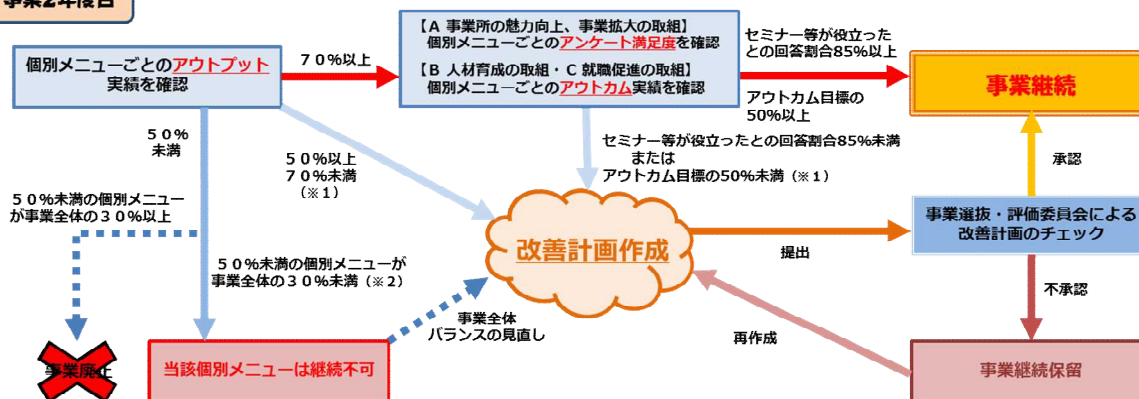 事業2年度目
個別メニューごとのアウトプット
実績を確認
７０％以上
【A 事業所の魅力向上、事業拡大の取組】
個別メニューごとのアンケート満足度を確認
【B 人材育成の取組・C 就職促進の取組】
個別メニューごとのアウトカム実績を確認
セミナー等が役立った
との回答割合85％以上
アウトカム目標の
50％以上
事業継続
５０％
未満
５０％以上
７０％未満
（※１）
セミナー等が役立ったとの回答割合85％未満
または
アウトカム目標の50％未満（※１）
承認
５０％未満の個別メニュー
が事業全体の３０％以上
改善計画作成
提出
事業選抜・評価委員会による
改善計画のチェック
５０％未満の個別メニューが
事業全体の３０％未満（※２）
不承認
事業全体
バランスの見直し
再作成
事業廃止
当該個別メニューは継続不可
事業継続保留